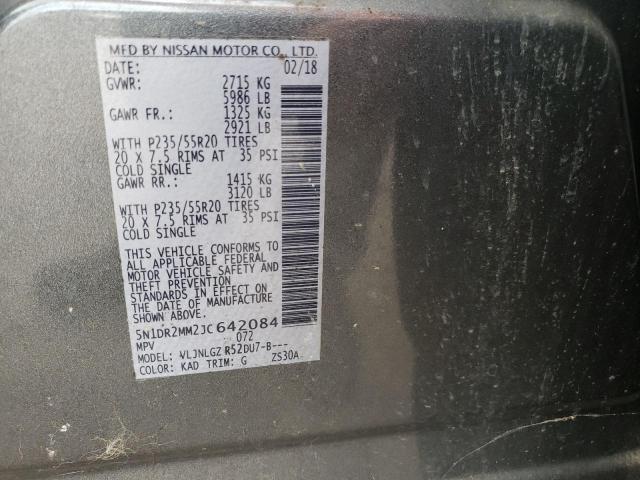 MFD BY NISSAN MOTOR CO., LTD.
DATE: 02/18
GVWR: 2715 KG
5986 LB
GAWR FR.: 1325 KG
2921 LB
WITH P235/55R20 TIRES
20 X 7.5 RIMS AT 35 PSI
COLD SINGLE
GAWR RR.: 1415 KG
3120 LB
WITH P235/55R20 TIRES
20 X 7.5 RIMS AT 35 PSI
COLD SINGLE
THIS VEHICLE CONFORMS TO
ALL APPLICABLE FEDERAL
MOTOR VEHICLE SAFETY AND
THEFT PREVENTION
STANDARDS IN EFFECT ON
THE DATE OF MANUFACTURE
SHOWN ABOVE.
5N1DR2MM2JC642084
MPV 072
MODEL: VLJNLGZ R52DU7-B---
COLOR: KAD TRIM: G ZS30A